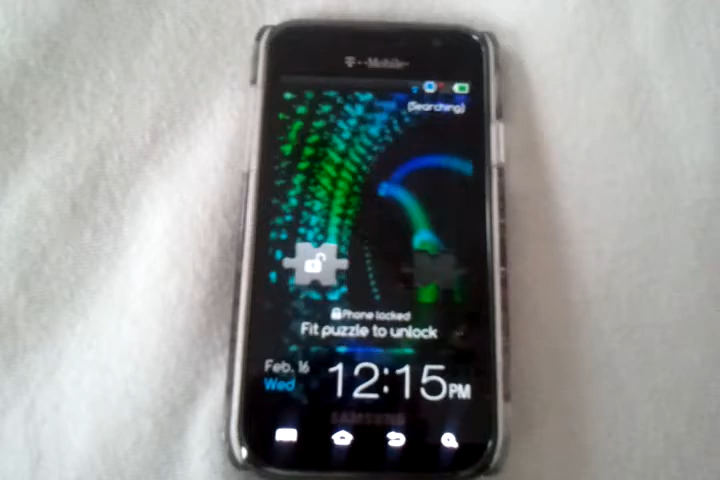 T··Mobile·
(Searching)
Phone locked
Fit puzzle to unlock
Feb. 16
Wed
12:15PM
SAMSUNG